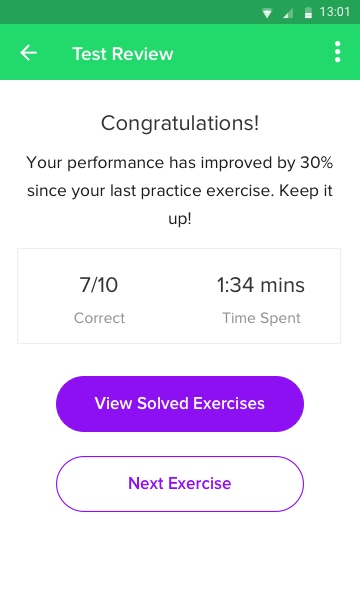 13:01
Test Review
Congratulations!
Your performance has improved by 30%
since your last practice exercise. Keep it
up!
7/10
1:34 mins
Correct
Time Spent
View Solved Exercises
Next Exercise